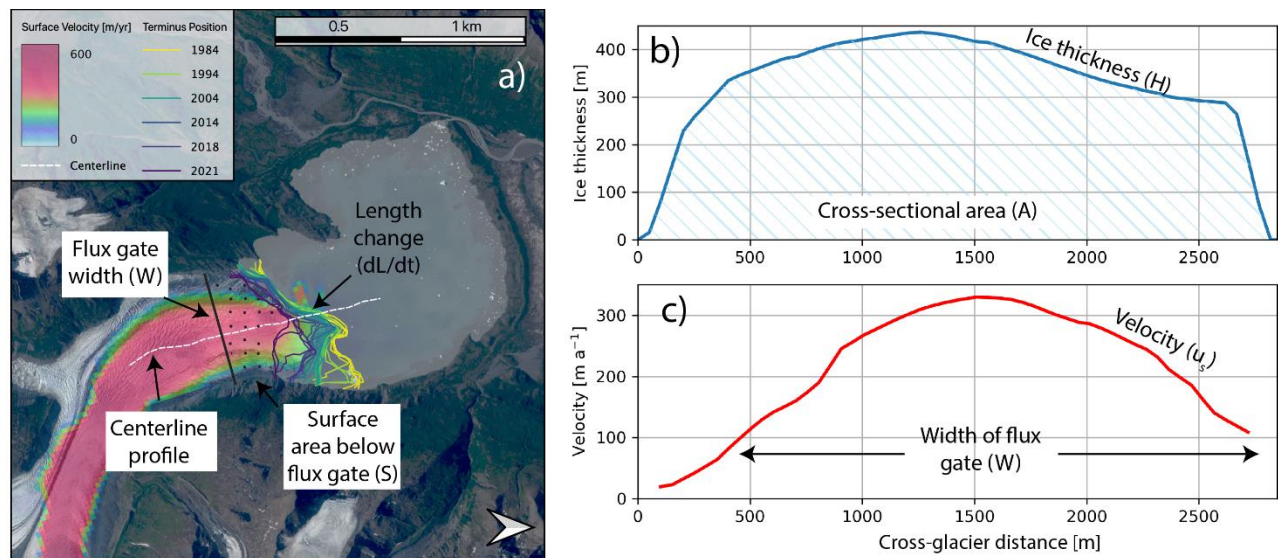 Surface Velocity [m/yr]
600
0
Centerline
Terminus Position
1984
1994
2004
2014
2018
2021
0.5
1 km
a)
Length
change
(dL/dt)
Flux gate
width (W)
Centerline
profile
Surface
area below
flux gate (S)
b)
Ice thickness (H)
Cross-sectional area (A)
Ice thickness [m]
400
300
200
100
0
0
500
1000
1500
2000
2500
c)
Velocity (uₛ)
Width of flux
gate (W)
Velocity [m a⁻¹]
300
200
100
0
0
500
1000
1500
2000
2500
Cross-glacier distance [m]